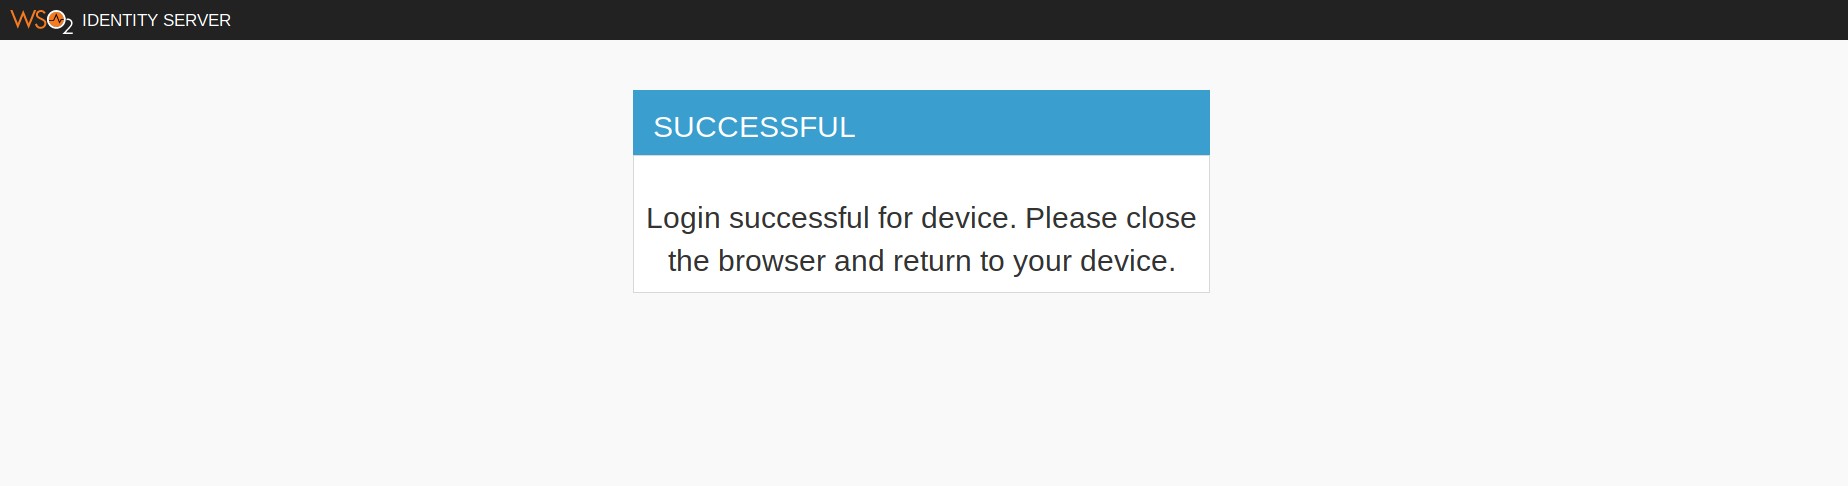 WSO2 IDENTITY SERVER
SUCCESSFUL
Login successful for device. Please close
the browser and return to your device.